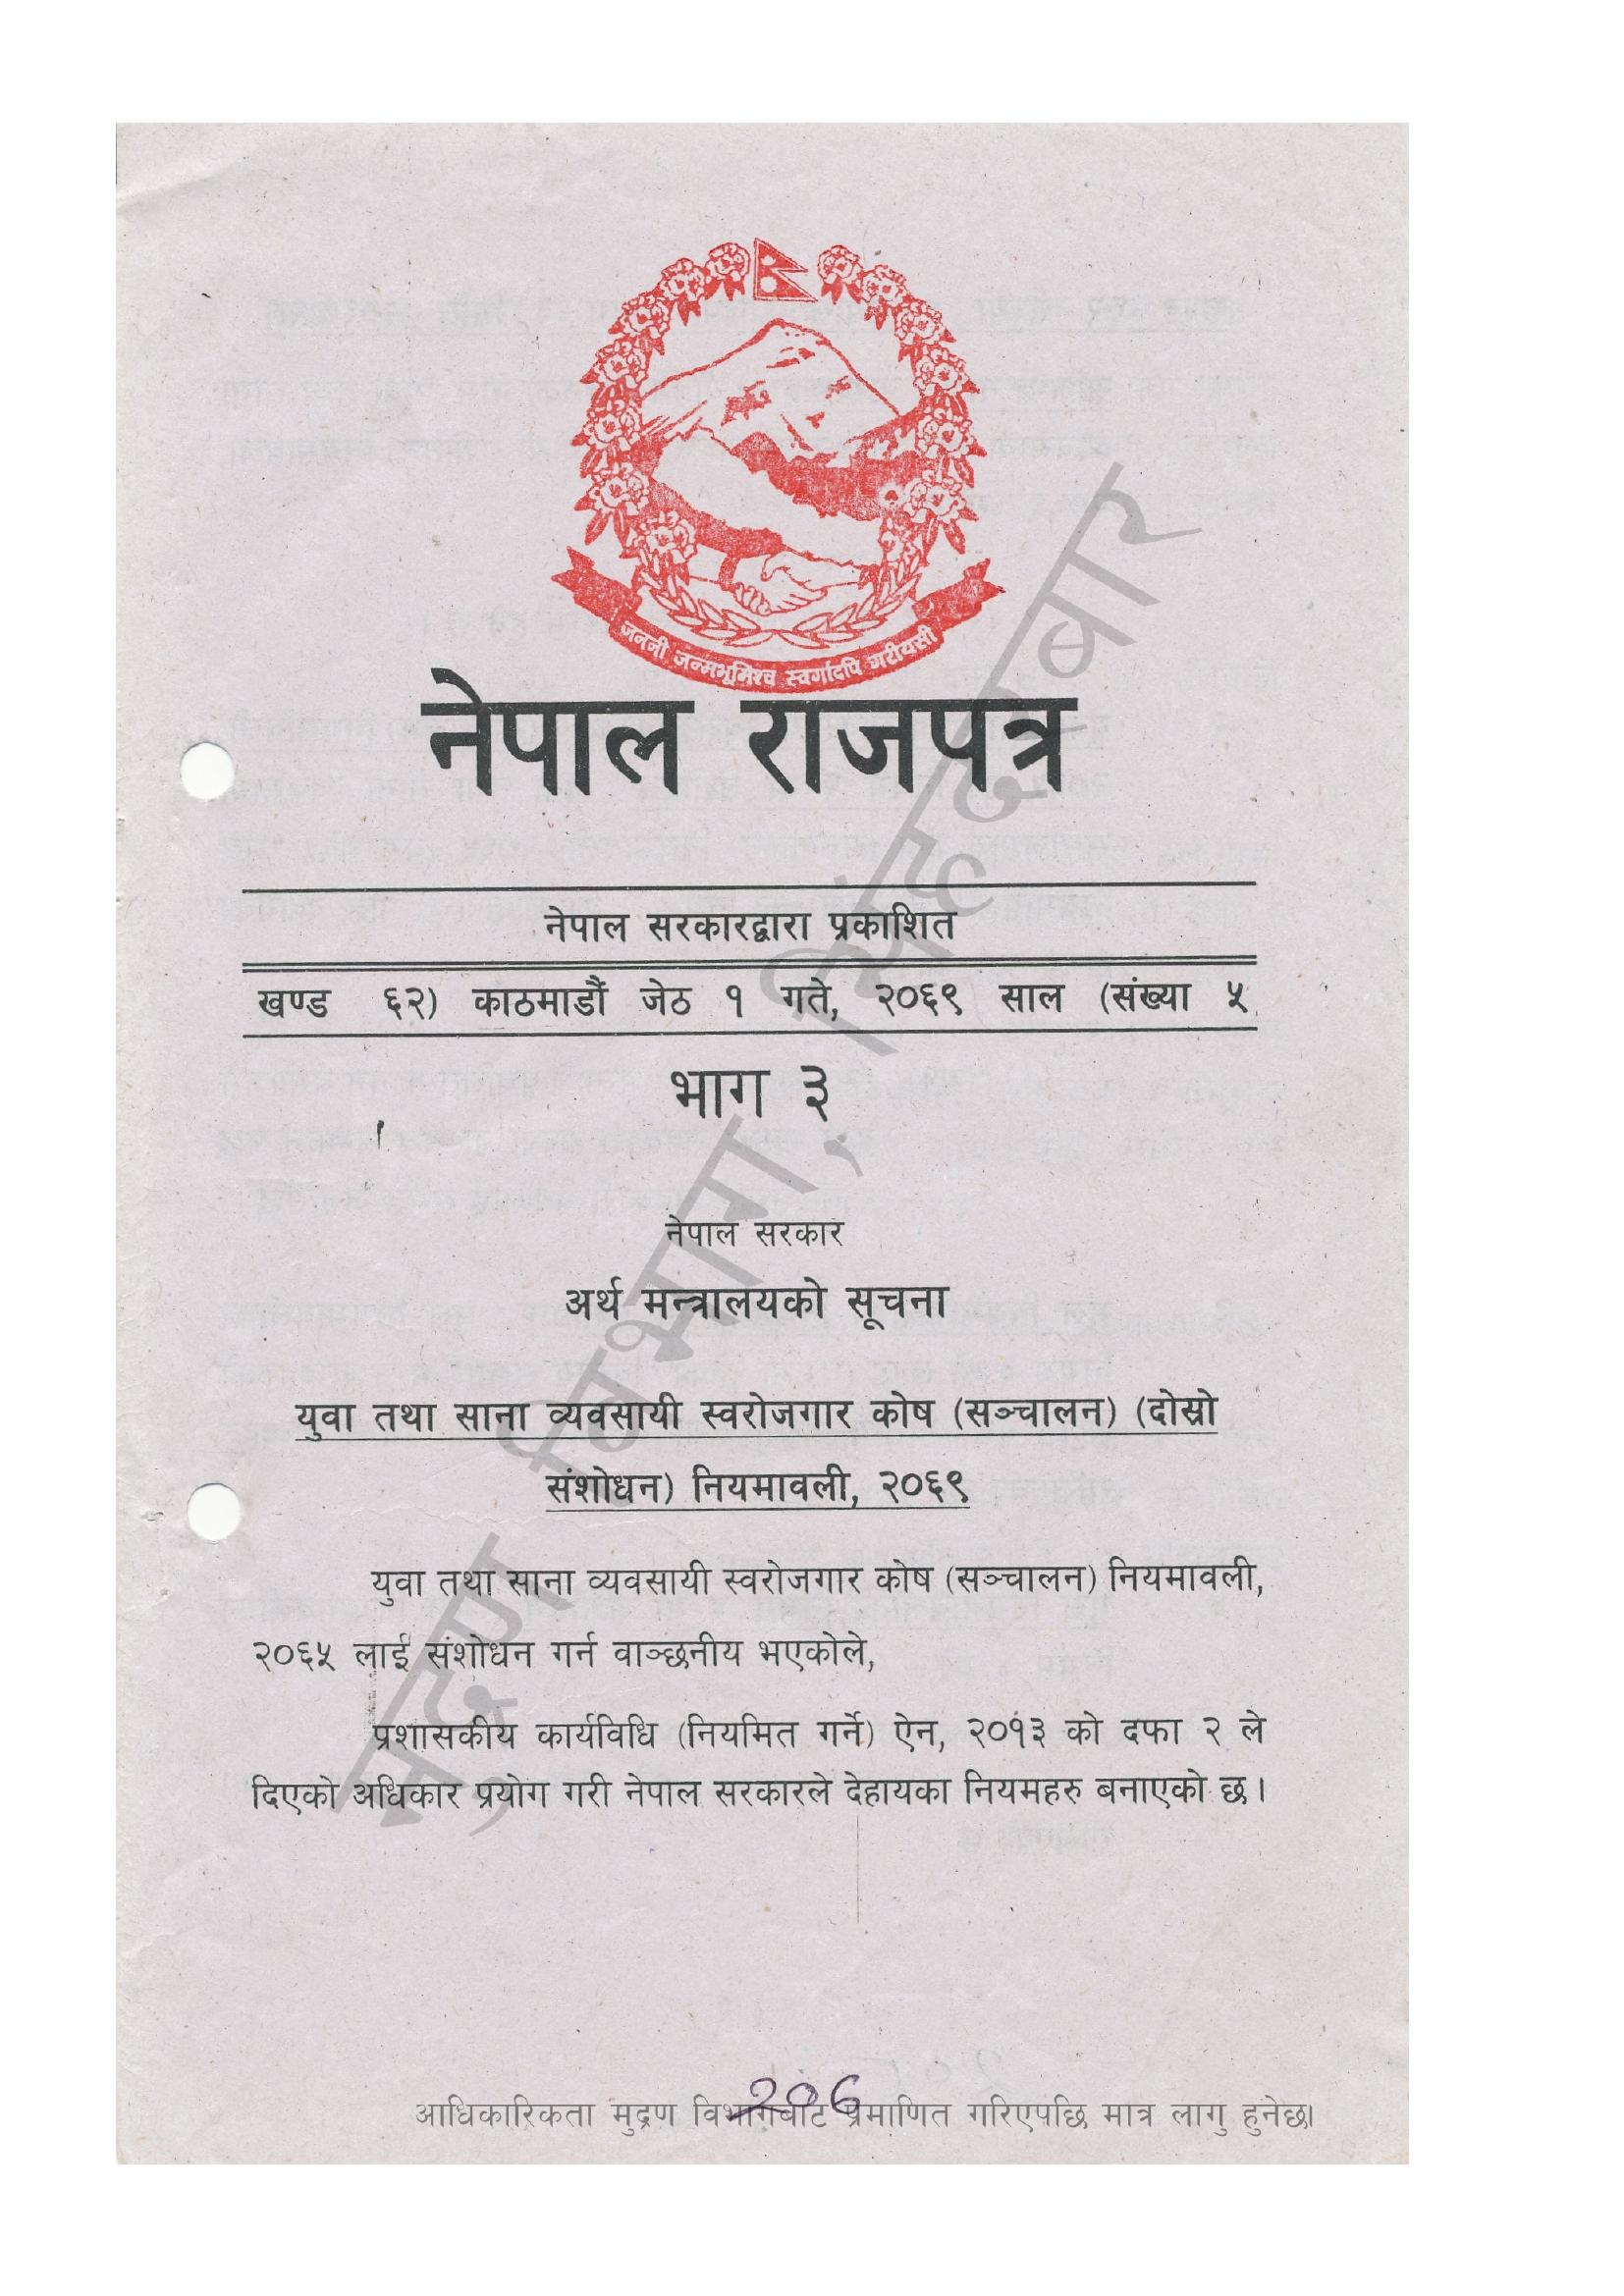 जननी जन्मभूमिश्च स्वर्गादपि गरीयसी
नेपाल राजपत्र
नेपाल सरकारद्वारा प्रकाशित
खण्ड ६२) काठमाडौं जेठ १ गते, २०६९ साल (संख्या ५
भाग ३
नेपाल सरकार
अर्थ मन्त्रालयको सूचना
युवा तथा साना व्यवसायी स्वरोजगार कोष (सञ्चालन) (दोस्रो
संशोधन) नियमावली, २०६९
युवा तथा साना व्यवसायी स्वरोजगार कोष (सञ्चालन) नियमावली,
२०६५ लाई संशोधन गर्न वाञ्छनीय भएकोले,
प्रशासकीय कार्यविधि (नियमित गर्ने) ऐन, २०१३ को दफा २ ले
दिएको अधिकार प्रयोग गरी नेपाल सरकारले देहायका नियमहरु बनाएको छ।
मुद्रण विभाग, सिंहदरबार
206
आधिकारिकता मुद्रण विभागबाट प्रमाणित गरिएपछि मात्र लागु हुनेछ।